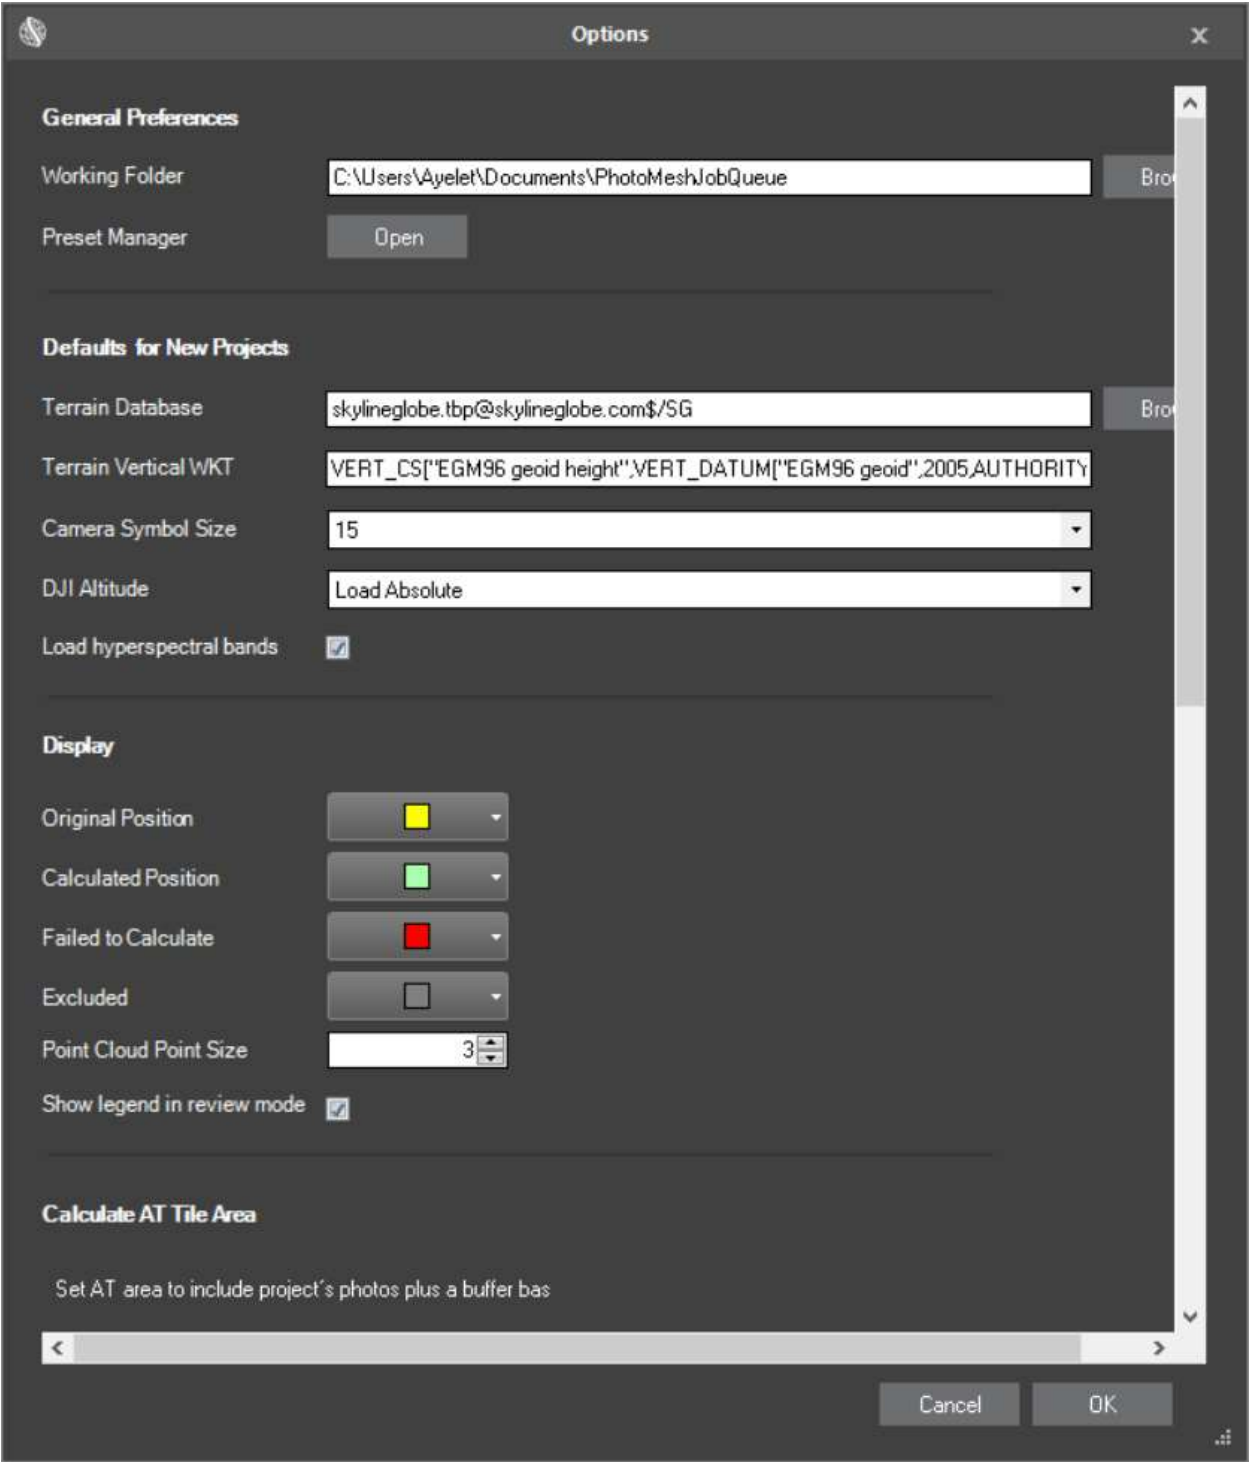 Options
General Preferences
Working Folder C:\Users\Ayelet\Documents\PhotoMeshJobQueue
Preset Manager Open
Defaults for New Projects
Terrain Database skylineglobe.tbp@skylineglobe.com$/SG
Terrain Vertical WKT VERT_CS["EGM96 geoid height",VERT_DATUM["EGM96 geoid",2005,AUTHORITY
Camera Symbol Size 15
DJI Altitude Load Absolute
Load hyperspectral bands
Display
Original Position
Calculated Position
Failed to Calculate
Excluded
Point Cloud Point Size 3
Show legend in review mode
Calculate AT Tile Area
Set AT area to include project's photos plus a buffer bas
Cancel OK